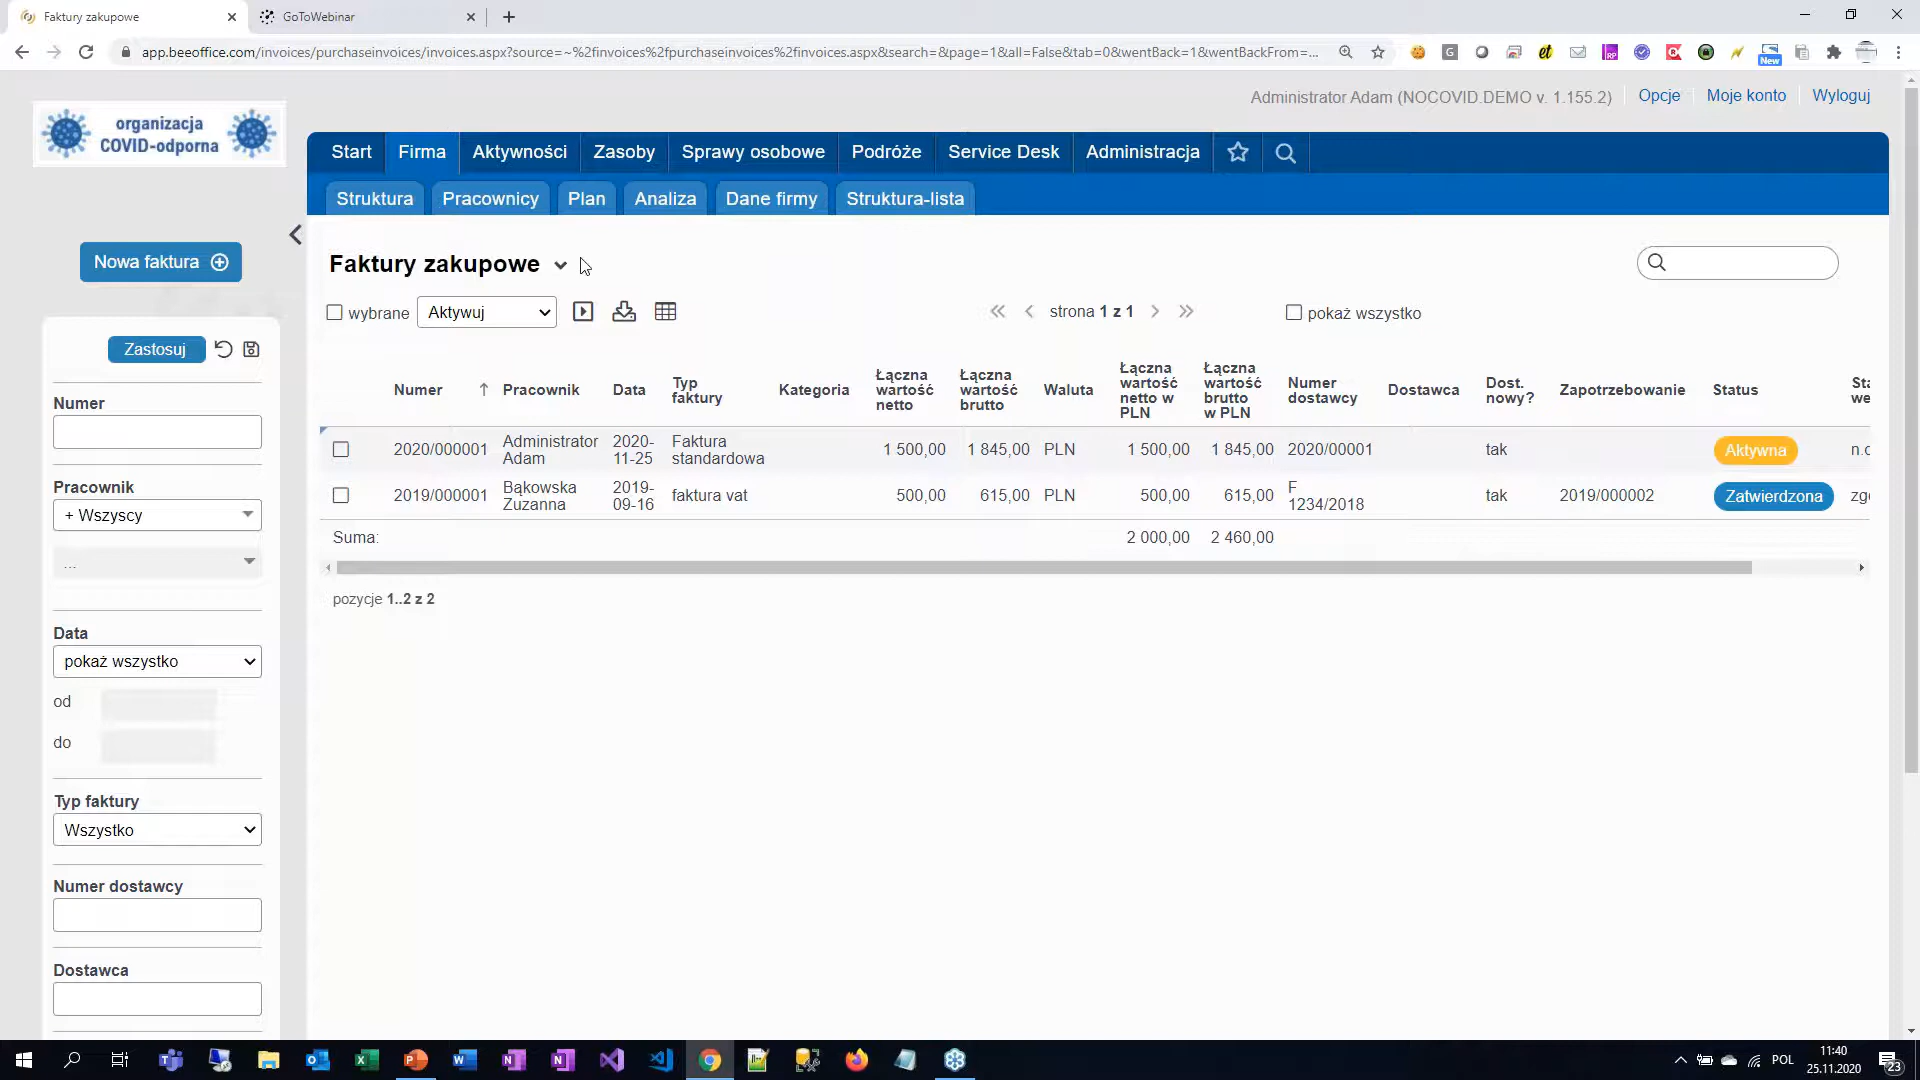 Faktury zakupowe
GoToWebinar
app.beeoffice.com/invoices/purchaseinvoices/invoices.aspx?source=~%2finvoices%2fpurchaseinvoices%2finvoices.aspx&search=&page=1&all=False&tab=0&wentBack=1&wentBackFrom=...
New
Administrator Adam (NOCOVID.DEMO v. 1.155.2)
Opcje
Moje konto
Wyloguj
organizacja
COVID-odporna
Start
Firma
Aktywności
Zasoby
Sprawy osobowe
Podróże
Service Desk
Administracja
Struktura
Pracownicy
Plan
Analiza
Dane firmy
Struktura-lista
Nowa faktura
Faktury zakupowe
wybrane
Aktywuj
strona 1 z 1
pokaż wszystko
Zastosuj
Numer
Pracownik
+ Wszyscy
...
Data
pokaż wszystko
od
do
Typ faktury
Wszystko
Numer dostawcy
Dostawca
Numer
Pracownik
Data
Typ
faktury
Kategoria
Łączna
wartość
netto
Łączna
wartość
brutto
Waluta
Łączna
wartość
netto w
PLN
Łączna
wartość
brutto
w PLN
Numer
dostawcy
Dostawca
Dost.
nowy?
Zapotrzebowanie
Status
2020/000001
Administrator
Adam
2020-
11-25
Faktura
standardowa
1 500,00
1 845,00
PLN
1 500,00
1 845,00
2020/00001
tak
Aktywna
2019/000001
Bąkowska
Zuzanna
2019-
09-16
faktura vat
500,00
615,00
PLN
500,00
615,00
F
1234/2018
tak
2019/000002
Zatwierdzona
Suma:
2 000,00
2 460,00
pozycje 1..2 z 2
POL
11:40
25.11.2020
23